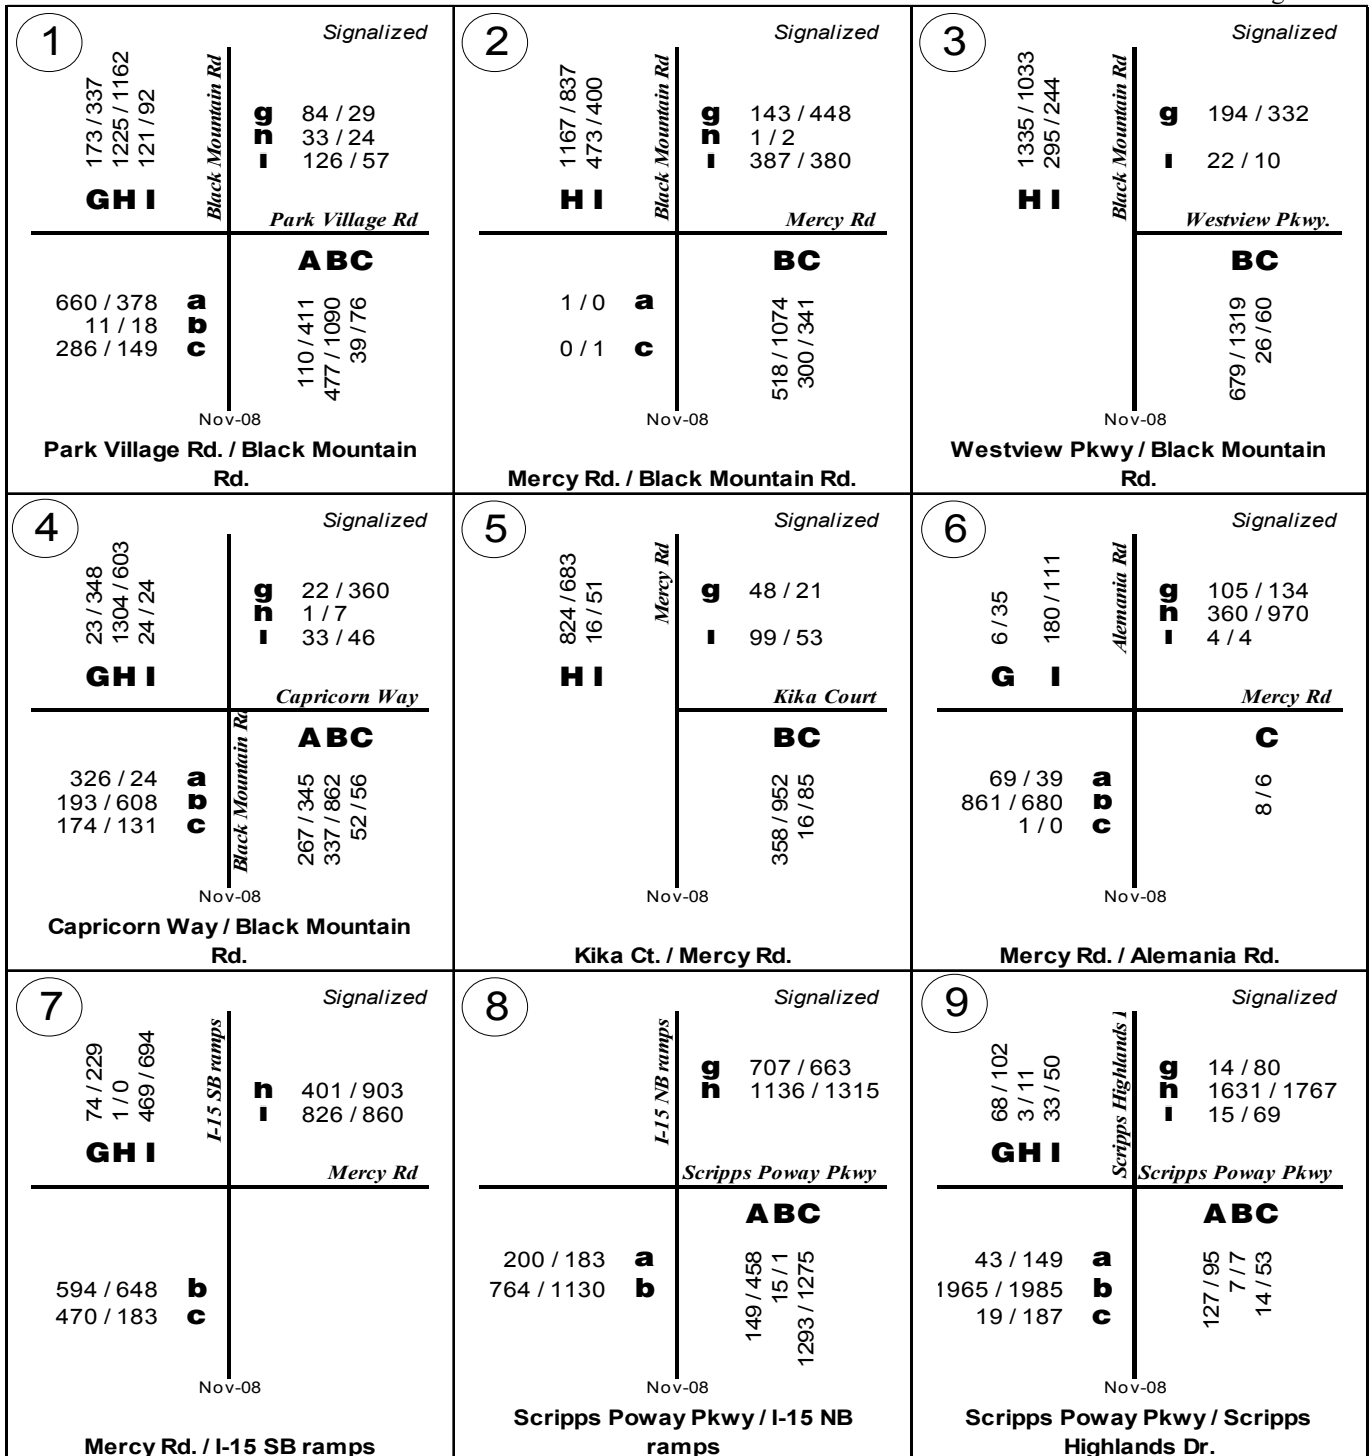 1
Signalized
173 / 337
1225 / 1162
121 / 92
Black Mountain Rd
g 84 / 29
h 33 / 24
i 126 / 57
GH I
Park Village Rd
ABC
660 / 378 a
11 / 18 b
286 / 149 c
110 / 411
477 / 1090
39 / 76
Nov-08
Park Village Rd. / Black Mountain
Rd.
2
Signalized
1167 / 837
473 / 400
Black Mountain Rd
g 143 / 448
h 1 / 2
i 387 / 380
H I
Mercy Rd
BC
1 / 0 a
0 / 1 c
518 / 1074
300 / 341
Nov-08
Mercy Rd. / Black Mountain Rd.
3
Signalized
1335 / 1033
295 / 244
Black Mountain Rd
g 194 / 332
i 22 / 10
H I
Westview Pkwy.
BC
679 / 1319
26 / 60
Nov-08
Westview Pkwy / Black Mountain
Rd.
4
Signalized
23 / 348
1304 / 603
24 / 24
g 22 / 360
h 1 / 7
i 33 / 46
GH I
Capricorn Way
Black Mountain Rd
ABC
326 / 24 a
193 / 608 b
174 / 131 c
267 / 345
337 / 862
52 / 56
Nov-08
Capricorn Way / Black Mountain
Rd.
5
Signalized
824 / 683
16 / 51
Mercy Rd
g 48 / 21
i 99 / 53
H I
Kika Court
BC
358 / 952
16 / 85
Nov-08
Kika Ct. / Mercy Rd.
6
Signalized
6 / 35
180 / 111
Alemania Rd
g 105 / 134
h 360 / 970
i 4 / 4
G I
Mercy Rd
C
69 / 39 a
861 / 680 b
1 / 0 c
8 / 6
Nov-08
Mercy Rd. / Alemania Rd.
7
Signalized
74 / 229
1 / 0
469 / 694
I-15 SB ramps
h 401 / 903
i 826 / 860
GH I
Mercy Rd
594 / 648 b
470 / 183 c
Nov-08
Mercy Rd. / I-15 SB ramps
8
Signalized
I-15 NB ramps
g 707 / 663
h 1136 / 1315
Scripps Poway Pkwy
ABC
200 / 183 a
764 / 1130 b
149 / 458
15 / 1
1293 / 1275
Nov-08
Scripps Poway Pkwy / I-15 NB
ramps
9
Signalized
68 / 102
3 / 11
33 / 50
Scripps Highlands
g 14 / 80
h 1631 / 1767
i 15 / 69
GH I
Scripps Poway Pkwy
ABC
43 / 149 a
1965 / 1985 b
19 / 187 c
127 / 95
7 / 7
14 / 53
Nov-08
Scripps Poway Pkwy / Scripps
Highlands Dr.